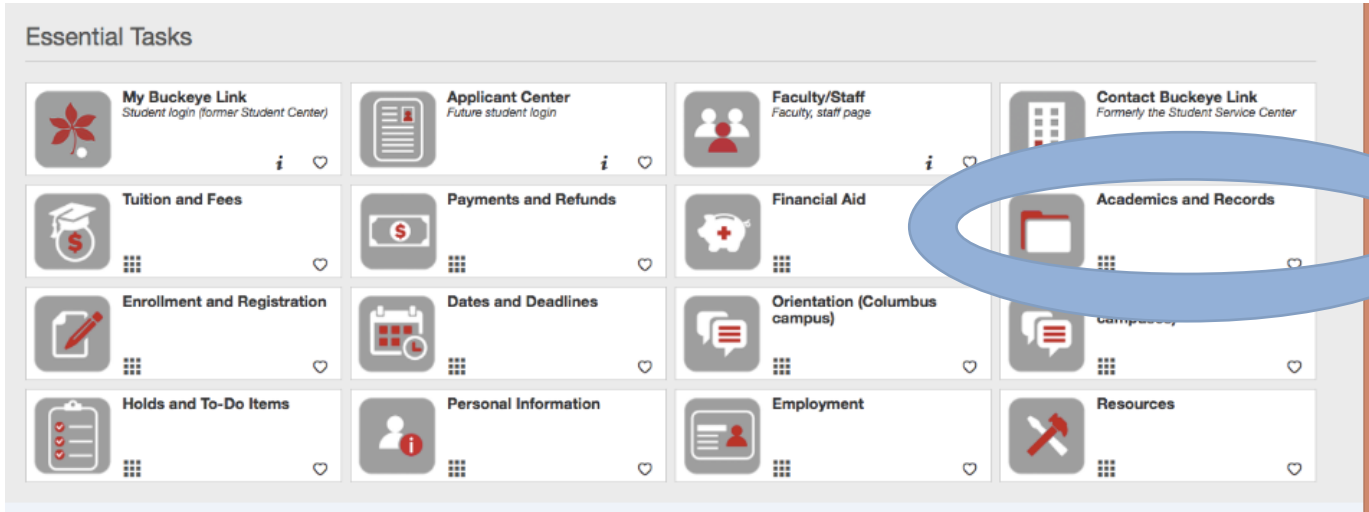 Essential Tasks
My Buckeye Link
Student login (former Student Center)
Applicant Center
Future student login
Faculty/Staff
Faculty, staff page
Contact Buckeye Link
Formerly the Student Service Center
Tuition and Fees
Payments and Refunds
Financial Aid
Academics and Records
Enrollment and Registration
Dates and Deadlines
Orientation (Columbus
campus)
campuses)
Holds and To-Do Items
Personal Information
Employment
Resources